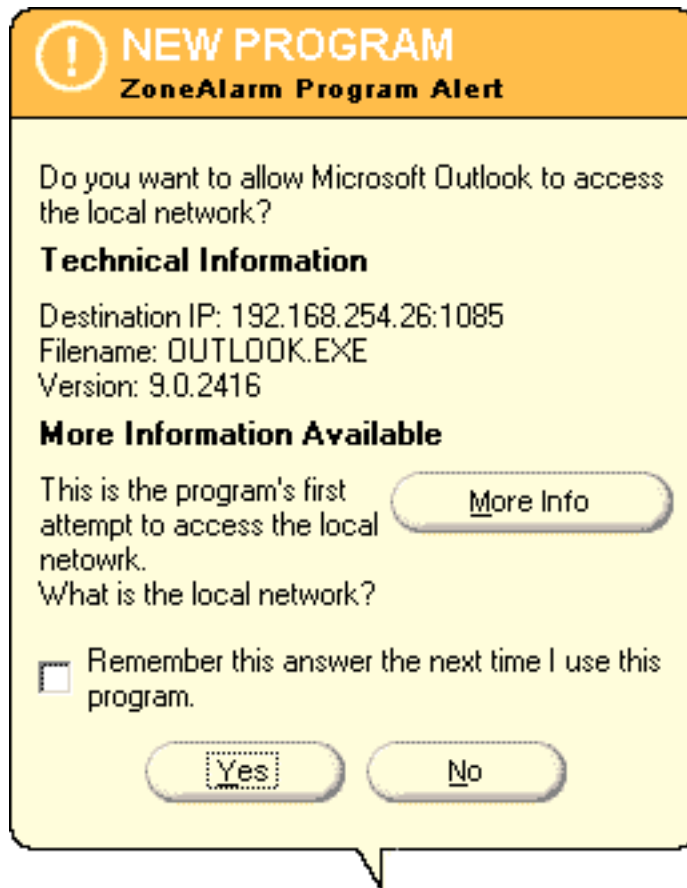 NEW PROGRAM
ZoneAlarm Program Alert
Do you want to allow Microsoft Outlook to access
the local network?
Technical Information
Destination IP: 192.168.254.26:1085
Filename: OUTLOOK.EXE
Version: 9.0.2416
More Information Available
This is the program's first
attempt to access the local
netowrk.
What is the local network?
More Info
Remember this answer the next time I use this
program.
Yes
No